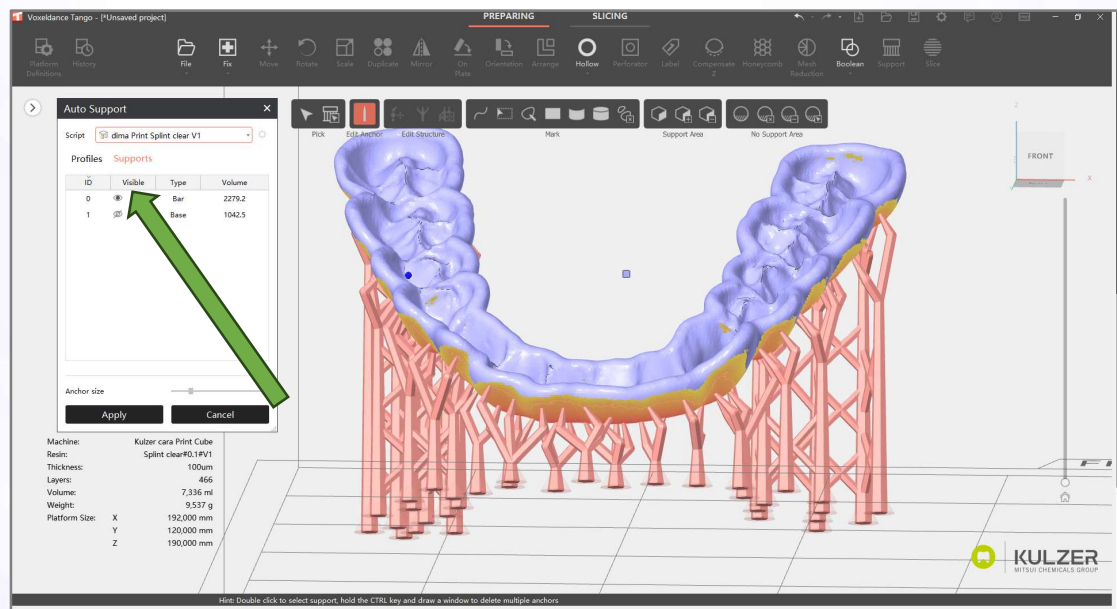 Voxeldance Tango - [*Unsaved project]
PREPARING SLICING
Platform Definitions
History
File
Fix
Move
Rotate
Scale
Duplicate
Mirror
On Plate
Orientation
Arrange
Hollow
Perforator
Label
Compensate Z
Honeycomb
Mesh Reduction
Boolean
Support
Slice
Auto Support
Script dima Print Splint clear V1
Profiles Supports
ID Visible Type Volume
0 Bar 2279.2
1 Base 1042.5
Anchor size
Apply Cancel
Pick Edit Anchor Edit Structure Mark Support Area No Support Area
Z
FRONT
X
Machine: Kulzer cara Print Cube
Resin: Splint clear#0.1#V1
Thickness: 100um
Layers: 466
Volume: 7,336 ml
Weight: 9,537 g
Platform Size: X 192,000 mm
Y 120,000 mm
Z 190,000 mm
KULZER
MITSUI CHEMICALS GROUP
Hint: Double click to select support, hold the CTRL key and draw a window to delete multiple anchors